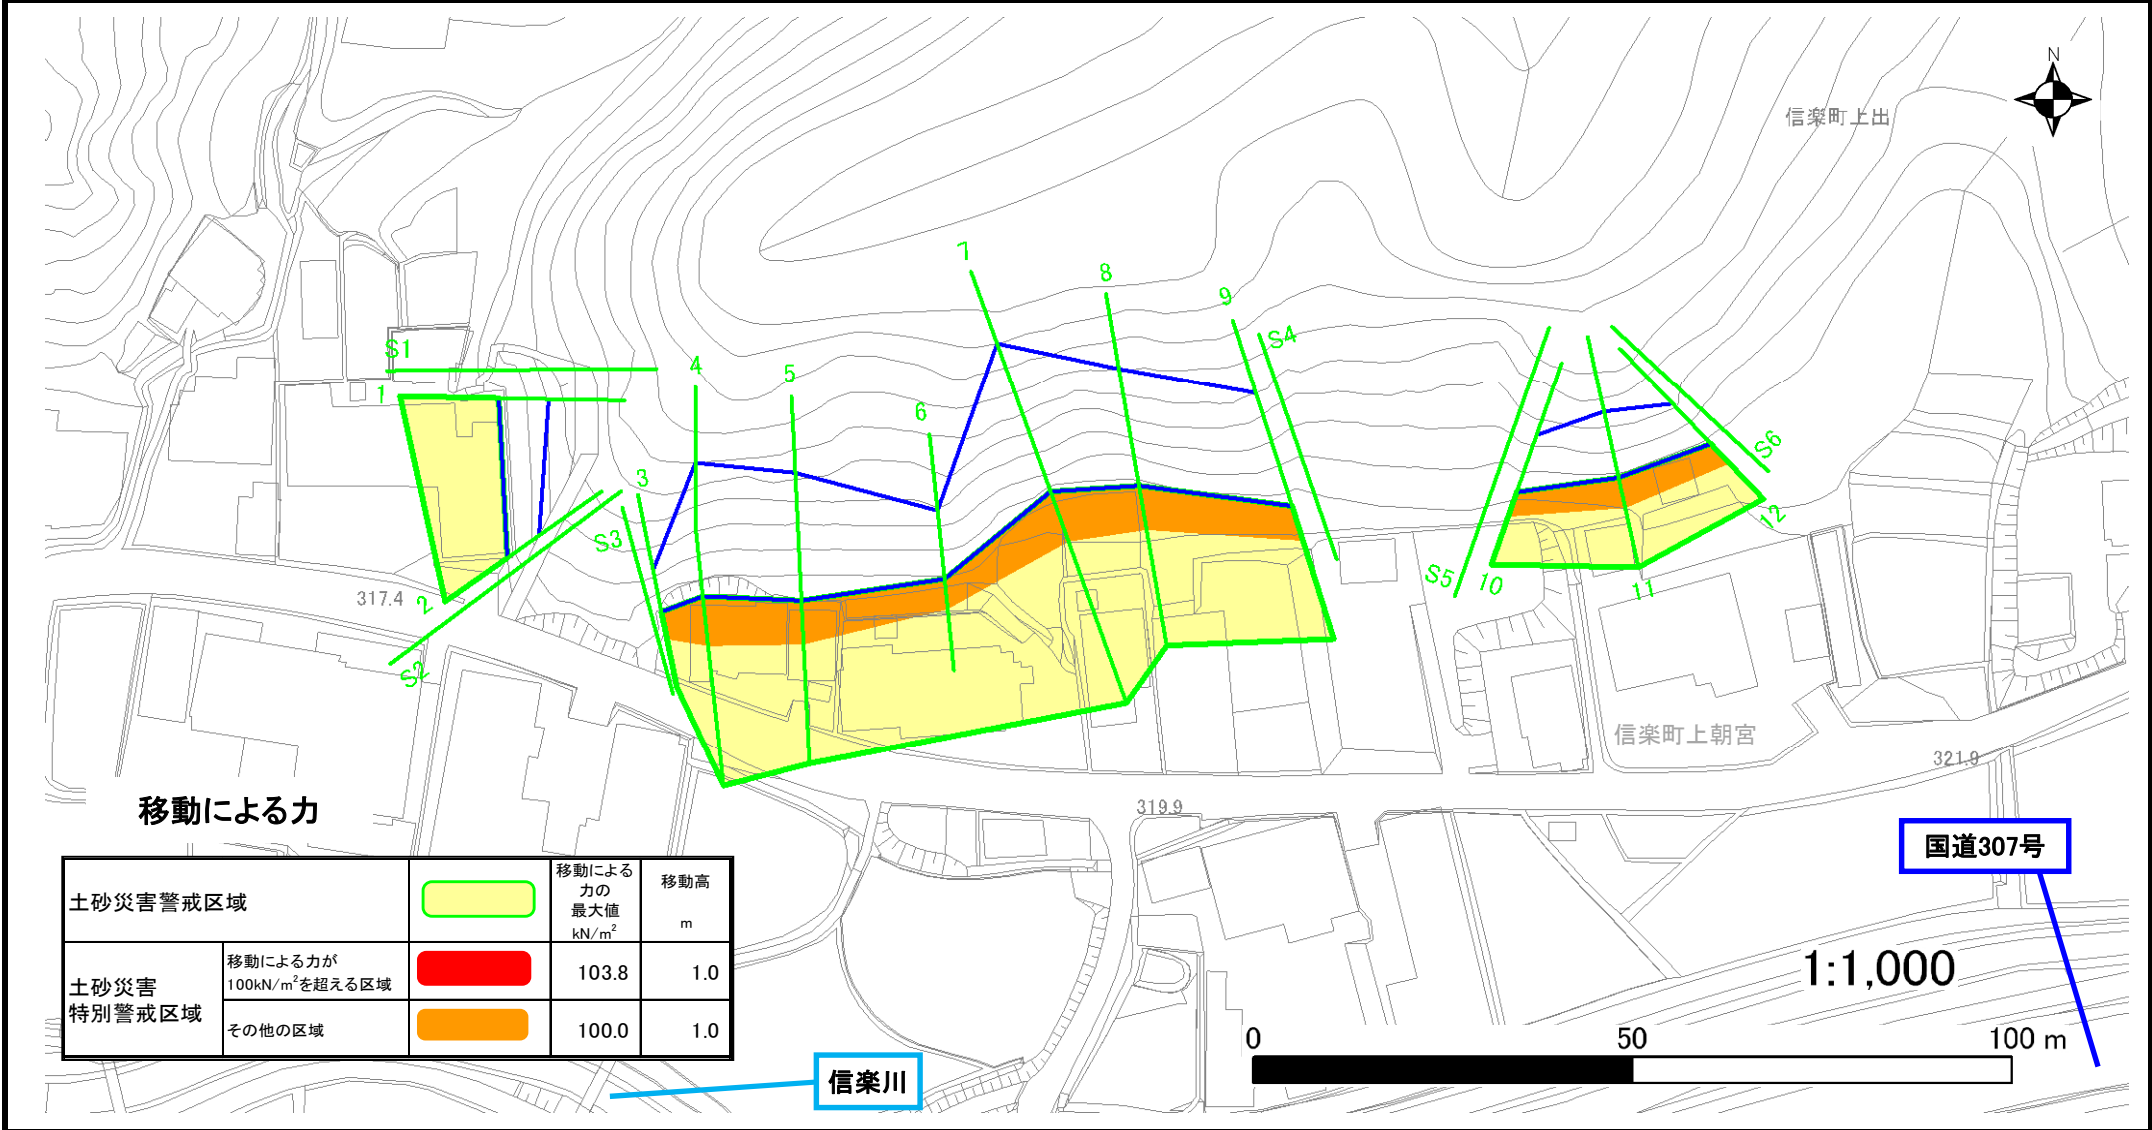 N
信楽町上出
7
8
9
S4
S1
1
4
5
6
3
S3
S6
12
S5
10
11
317.4
2
S2
信楽町上朝宮
321.9
319.9
移動による力
国道307号
土砂災害警戒区域
移動による
力の
最大値
kN/m²
移動高
m
土砂災害
特別警戒区域
移動による力が
100kN/m²を超える区域
103.8
1.0
その他の区域
100.0
1.0
1:1,000
0 50 100 m
信楽川